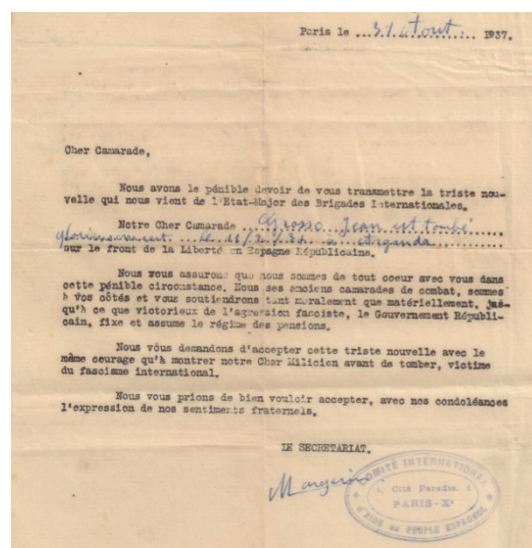 Paris le ... 31 août ... 1937.
Cher Camarade,
Nous avons le pénible devoir de vous transmettre la triste nou-
velle qui nous vient de l'Etat-Major des Brigades Internationales.
Notre Cher Camarade ... Grosso Jean est tombé
glorieusement ... à Arganda
sur le front de la Liberté en Espagne Républicaine.
Nous vous assurons que nous sommes de tout coeur avec vous dans
cette pénible circonstance. Nous ses anciens camarades de combat, sommes
à vos côtés et vous soutiendrons tant moralement que matériellement, jus-
qu'à ce que victorieux de l'agression fasciste, le Gouvernement Républi-
cain, fixe et assume le régime des pensions.
Nous vous demandons d'accepter cette triste nouvelle avec le
même courage qu'à montrer notre Cher Milicien avant de tomber, victime
du fascisme international.
Nous vous prions de bien vouloir accepter, avec nos condoléances
l'expression de nos sentiments fraternels.
LE SECRETARIAT.
COMITÉ INTERNATIONAL
1, Cité Paradis, 1
PARIS-Xe
D'AIDE AU PEUPLE ESPAGNOL